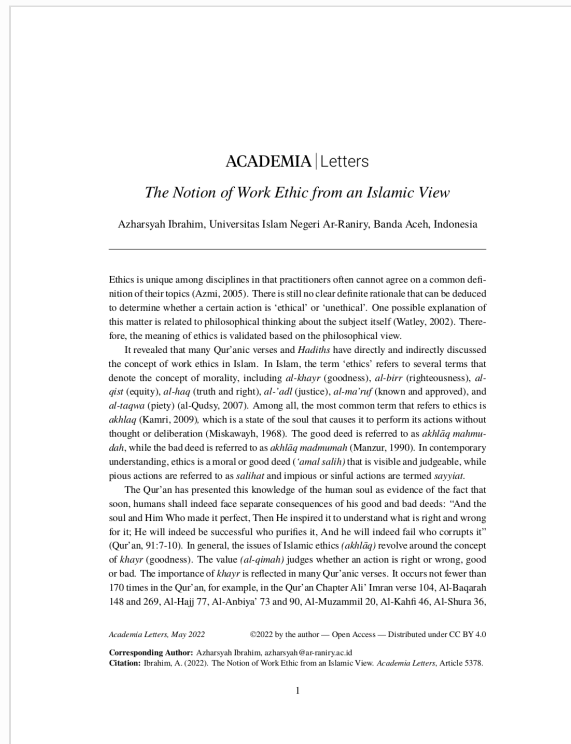 ACADEMIA | Letters
The Notion of Work Ethic from an Islamic View
Azharsyah Ibrahim, Universitas Islam Negeri Ar-Raniry, Banda Aceh, Indonesia
Ethics is unique among disciplines in that practitioners often cannot agree on a common defi-
nition of their topics (Azmi, 2005). There is still no clear definite rationale that can be deduced
to determine whether a certain action is ‘ethical’ or ‘unethical’. One possible explanation of
this matter is related to philosophical thinking about the subject itself (Watley, 2002). There-
fore, the meaning of ethics is validated based on the philosophical view.
It revealed that many Qur’anic verses and Hadiths have directly and indirectly discussed
the concept of work ethics in Islam. In Islam, the term ‘ethics’ refers to several terms that
denote the concept of morality, including al-khayr (goodness), al-birr (righteousness), al-
qist (equity), al-haq (truth and right), al-’adl (justice), al-ma’ruf (known and approved), and
al-taqwa (piety) (al-Qudsy, 2007). Among all, the most common term that refers to ethics is
akhlaq (Kamri, 2009), which is a state of the soul that causes it to perform its actions without
thought or deliberation (Miskawayh, 1968). The good deed is referred to as akhlāq mahmu-
dah, while the bad deed is referred to as akhlāq madmumah (Manzur, 1990). In contemporary
understanding, ethics is a moral or good deed (‘amal salih) that is visible and judgeable, while
pious actions are referred to as salihat and impious or sinful actions are termed sayyiat.
The Qur’an has presented this knowledge of the human soul as evidence of the fact that
soon, humans shall indeed face separate consequences of his good and bad deeds: “And the
soul and Him Who made it perfect, Then He inspired it to understand what is right and wrong
for it; He will indeed be successful who purifies it, And he will indeed fail who corrupts it”
(Qur’an, 91:7-10). In general, the issues of Islamic ethics (akhlāq) revolve around the concept
of khayr (goodness). The value (al-qimah) judges whether an action is right or wrong, good
or bad. The importance of khayr is reflected in many Qur’anic verses. It occurs not fewer than
170 times in the Qur’an, for example, in the Qur’an Chapter Ali’ Imran verse 104, Al-Baqarah
148 and 269, Al-Hajj 77, Al-Anbiya’ 73 and 90, Al-Muzammil 20, Al-Kahfi 46, Al-Shura 36,
Academia Letters, May 2022 ©2022 by the author — Open Access — Distributed under CC BY 4.0
Corresponding Author: Azharsyah Ibrahim, azharsyah@ar-raniry.ac.id
Citation: Ibrahim, A. (2022). The Notion of Work Ethic from an Islamic View. Academia Letters, Article 5378.
1